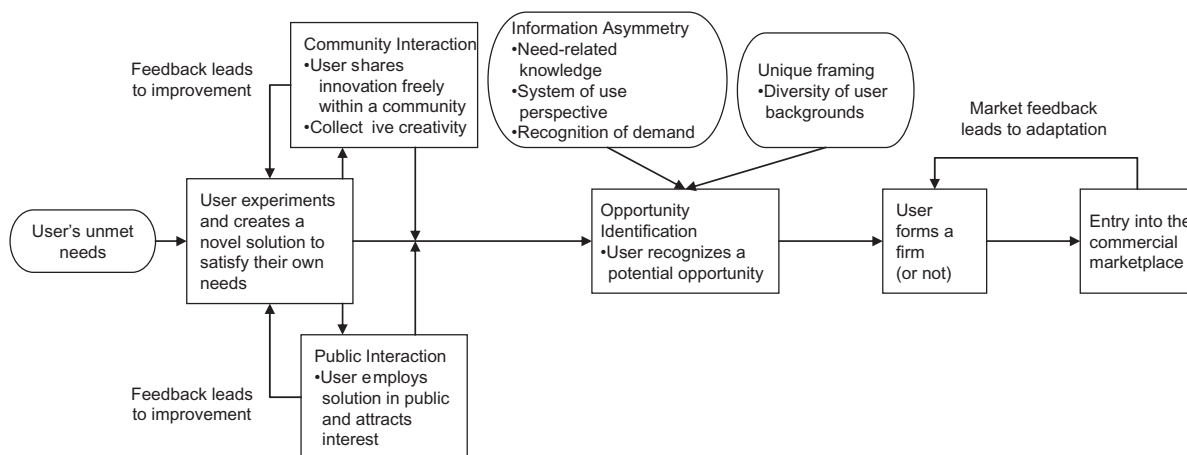 User's unmet
needs
Feedback leads
to improvement
Community Interaction
•User shares
innovation freely
within a community
•Collect ive creativity
User experiments
and creates a
novel solution to
satisfy their own
needs
Feedback leads
to improvement
Public Interaction
•User employs
solution in public
and attracts
interest
Information Asymmetry
•Need-related
knowledge
•System of use
perspective
•Recognition of demand
Unique framing
•Diversity of user
backgrounds
Opportunity
Identification
•User recognizes a
potential opportunity
Market feedback
leads to adaptation
User
forms a
firm
(or not)
Entry into the
commercial
marketplace